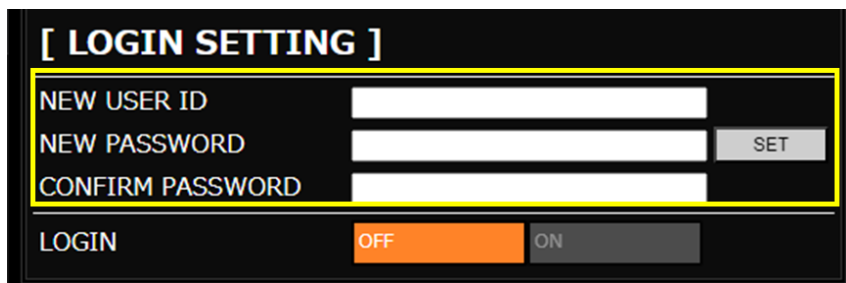 [ LOGIN SETTING ]
NEW USER ID
NEW PASSWORD SET
CONFIRM PASSWORD
LOGIN OFF ON